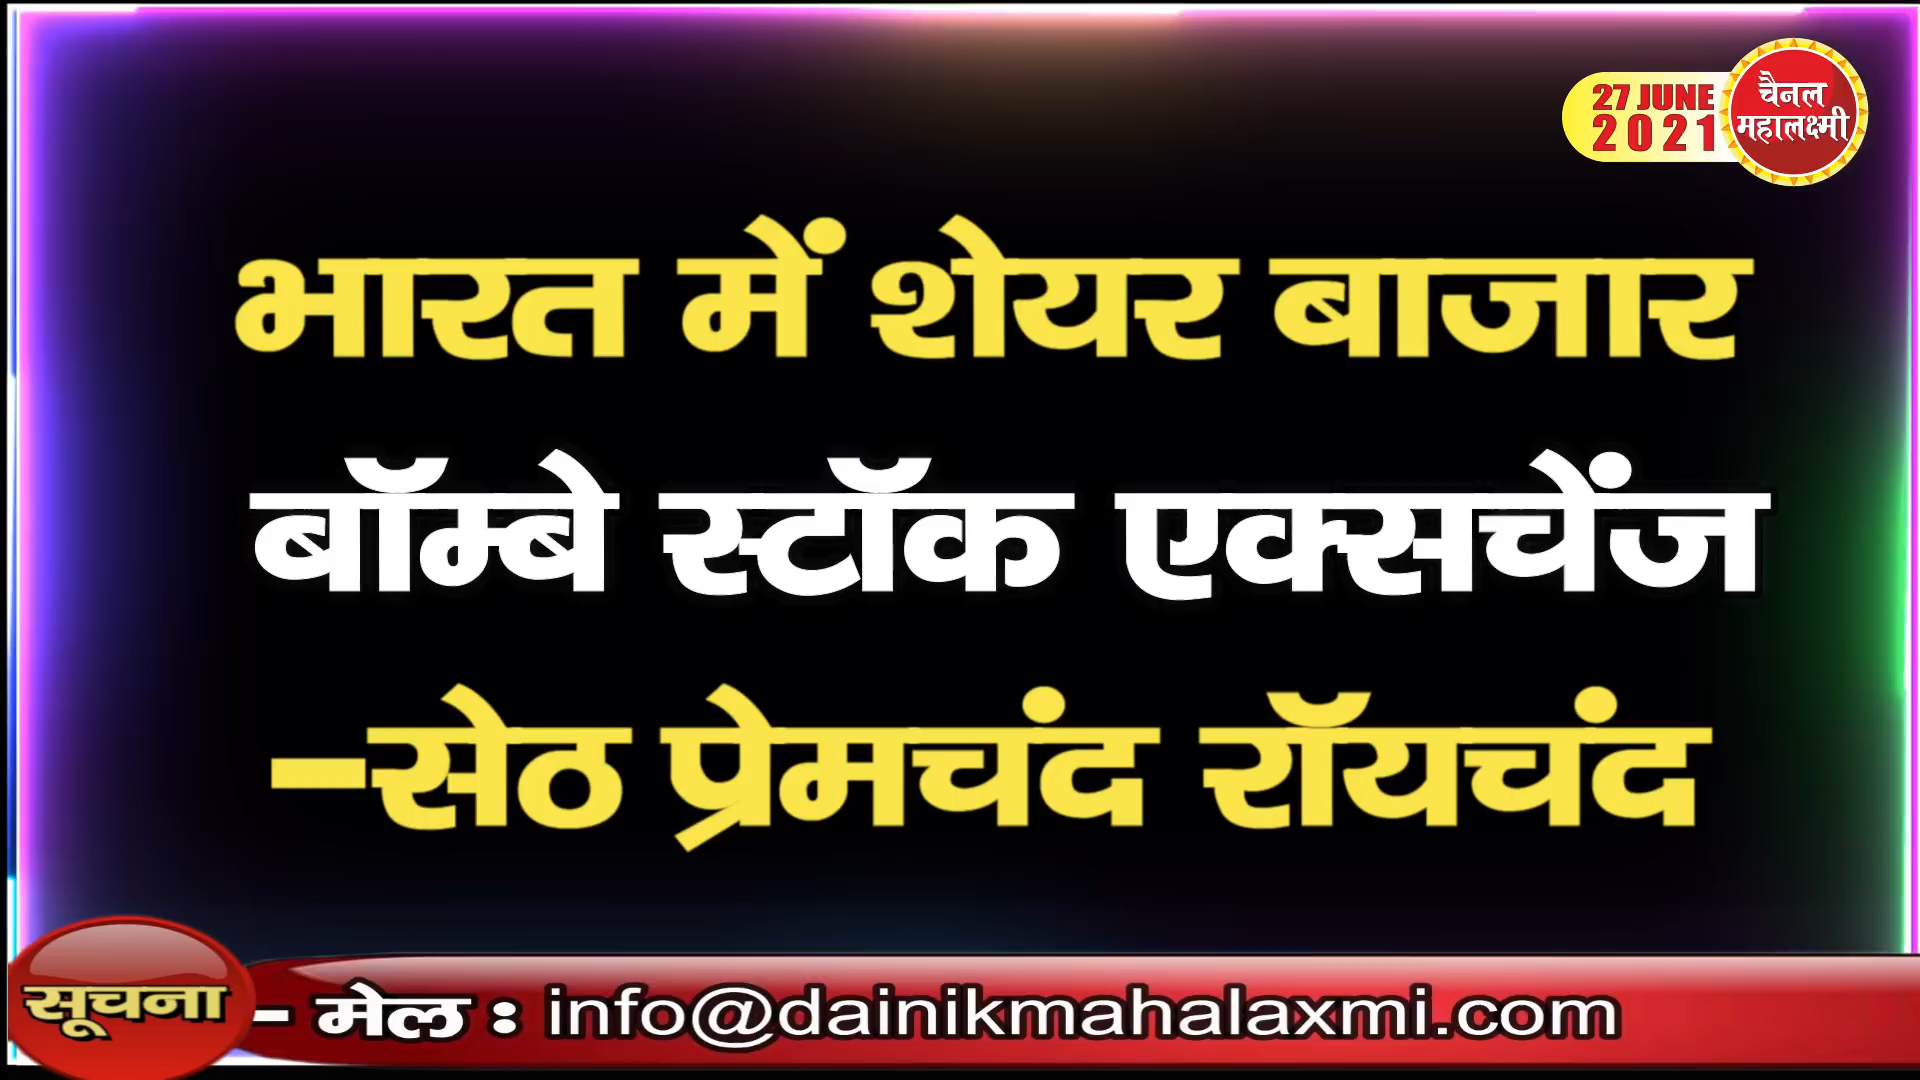 27 JUNE
2021
चैनल
महालक्ष्मी
भारत में शेयर बाजार
बॉम्बे स्टॉक एक्सचेंज
-सेठ प्रेमचंद रॉयचंद
सूचना
- मेल : info@dainikmahalaxmi.com